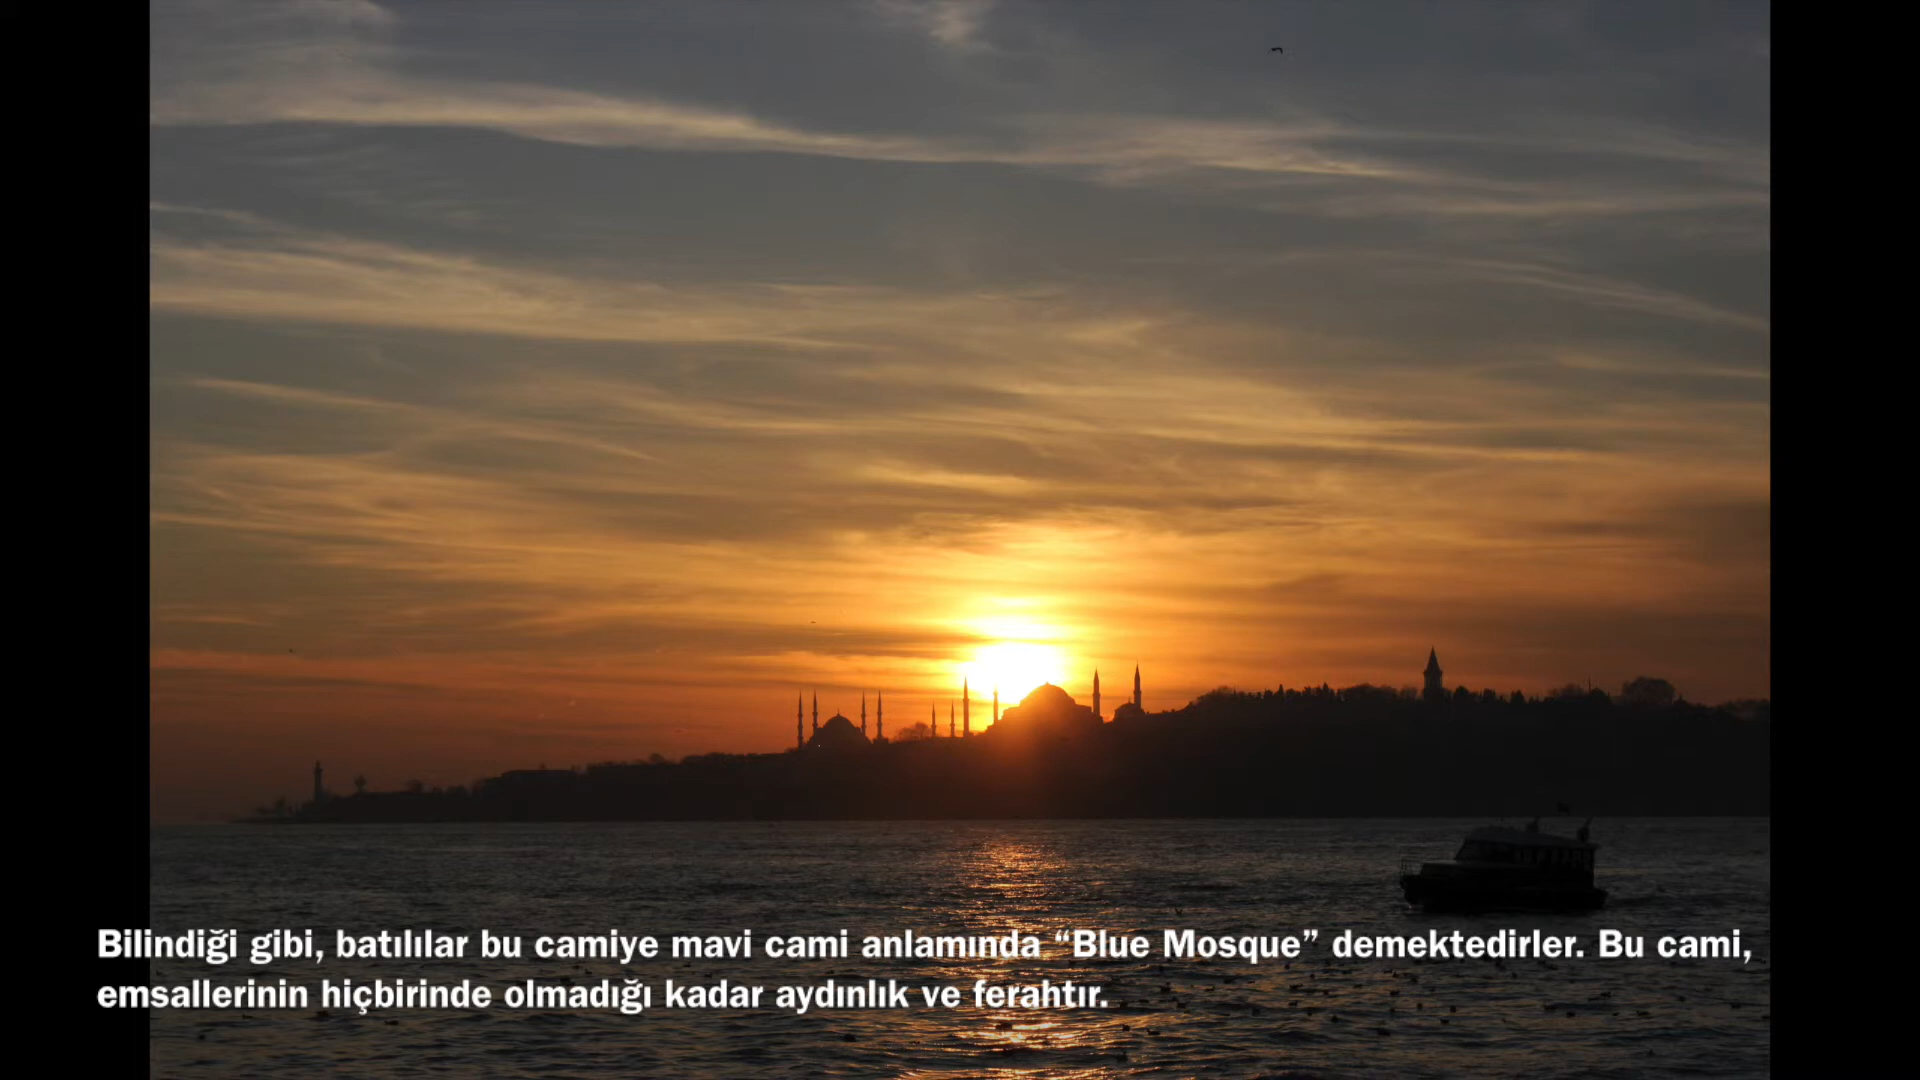 Bilindiği gibi, batılılar bu camiye mavi cami anlamında “Blue Mosque” demektedirler. Bu cami,
emsallerinin hiçbirinde olmadığı kadar aydınlık ve ferahtır.